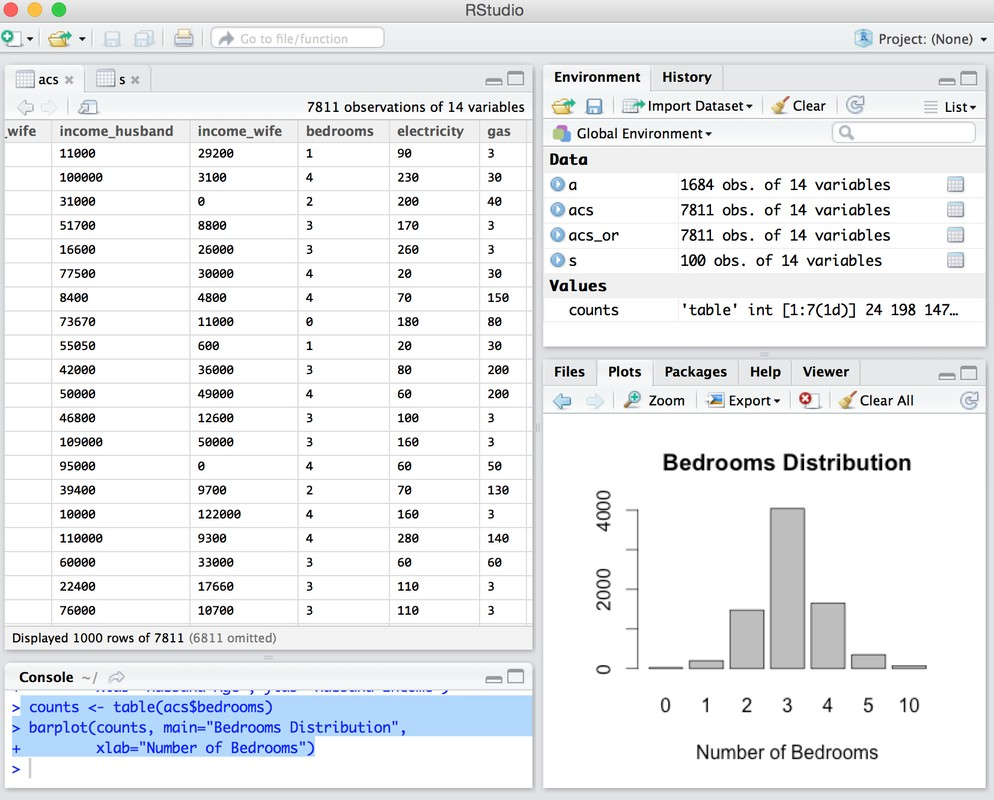 RStudio
Go to file/function
Project: (None)
acs
s
7811 observations of 14 variables
_wife income_husband income_wife bedrooms electricity gas
11000 29200 1 90 3
100000 3100 4 230 30
31000 0 2 200 40
51700 8800 3 170 3
16600 26000 3 260 3
77500 30000 4 20 30
8400 4800 4 70 150
73670 11000 0 180 80
55050 600 1 20 30
42000 36000 3 80 200
50000 49000 4 60 200
46800 12600 3 100 3
109000 50000 3 160 3
95000 0 4 60 50
39400 9700 2 70 130
10000 122000 4 160 3
110000 9300 4 280 140
60000 33000 3 60 60
22400 17660 3 110 3
76000 10700 3 110 3
Displayed 1000 rows of 7811 (6811 omitted)
Console ~/
> counts <- table(acs$bedrooms)
> barplot(counts, main="Bedrooms Distribution",
+ xlab="Number of Bedrooms")
>
Environment History
Import Dataset Clear List
Global Environment
Data
a 1684 obs. of 14 variables
acs 7811 obs. of 14 variables
acs_or 7811 obs. of 14 variables
s 100 obs. of 14 variables
Values
counts 'table' int [1:7(1d)] 24 198 147…
Files Plots Packages Help Viewer
Zoom Export Clear All
Bedrooms Distribution
4000
2000
0
0 1 2 3 4 5 10
Number of Bedrooms